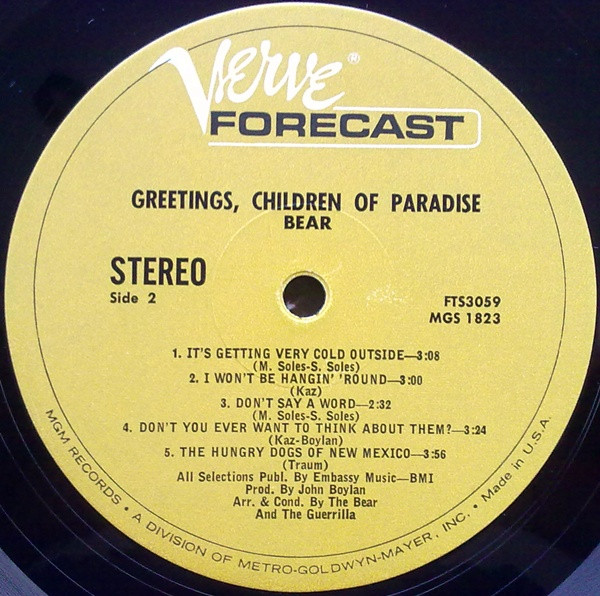 Verve®
FORECAST
GREETINGS, CHILDREN OF PARADISE
BEAR
STEREO
Side 2
FTS3059
MGS 1823
1. IT'S GETTING VERY COLD OUTSIDE—3:08
(M. Soles-S. Soles)
2. I WON'T BE HANGIN' 'ROUND—3:00
(Kaz)
3. DON'T SAY A WORD—2:32
(M. Soles-S. Soles)
4. DON'T YOU EVER WANT TO THINK ABOUT THEM?—3:24
(Kaz-Boylan)
5. THE HUNGRY DOGS OF NEW MEXICO—3:56
(Traum)
All Selections Publ. By Embassy Music—BMI
Prod. By John Boylan
Arr. & Cond. By The Bear
And The Guerrilla
MGM RECORDS • A DIVISION OF METRO-GOLDWYN-MAYER, INC. • Made in U.S.A.